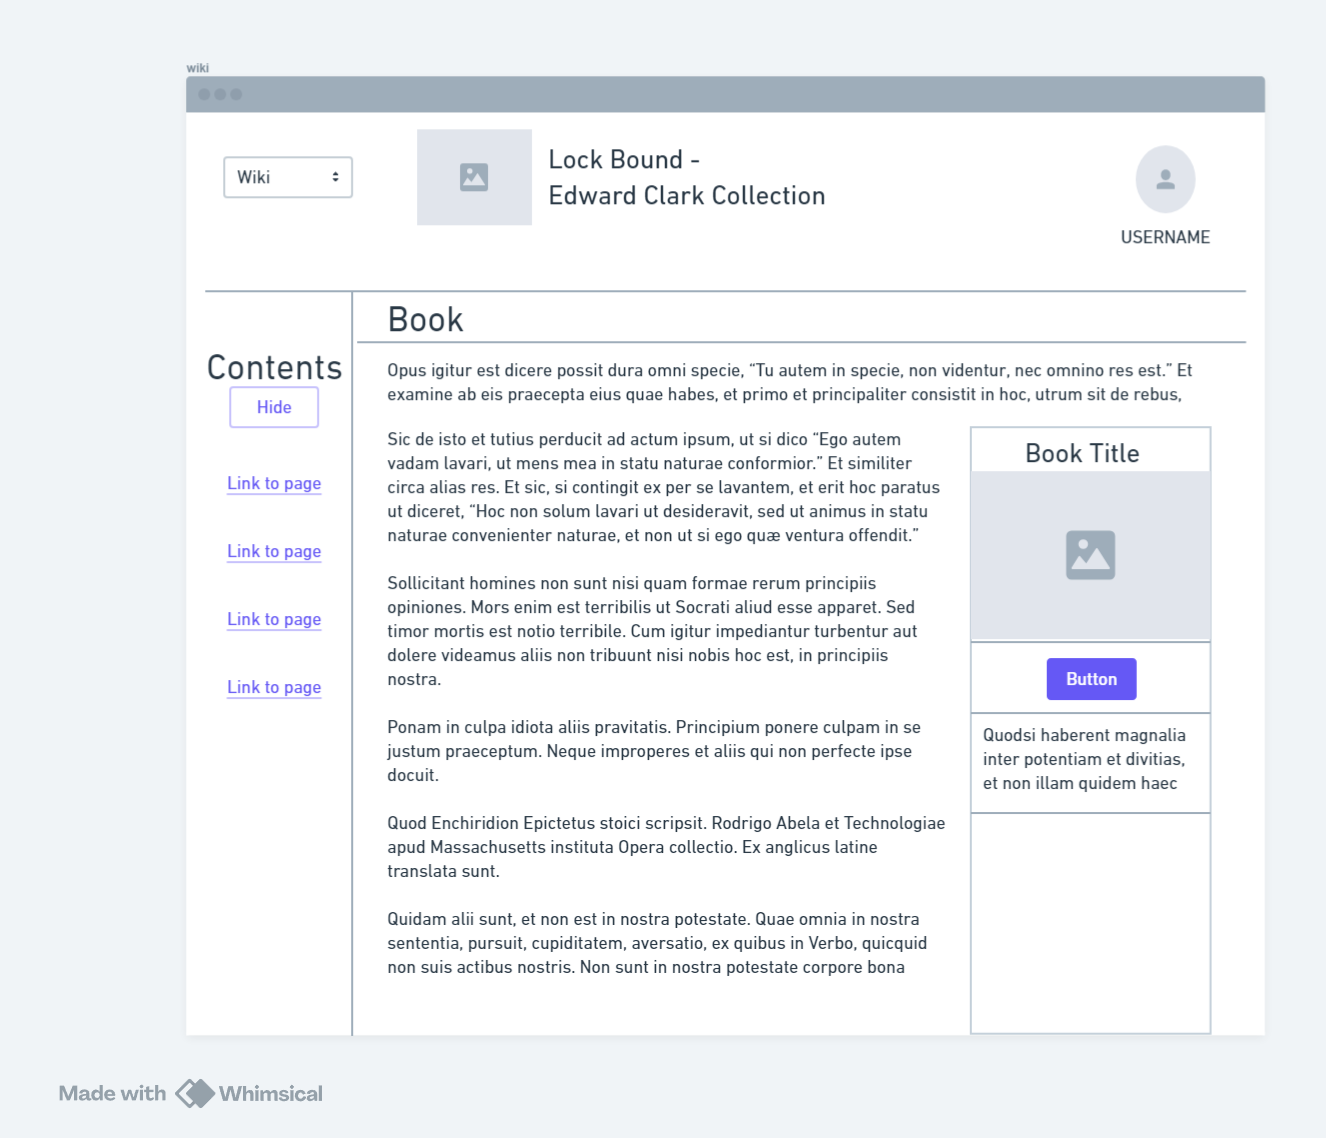 wiki
Wiki
Lock Bound -
Edward Clark Collection
USERNAME
Contents
Hide
Link to page
Link to page
Link to page
Link to page
Book
Opus igitur est dicere possit dura omni specie, “Tu autem in specie, non videntur, nec omnino res est.” Et
examine ab eis praecepta eius quae habes, et primo et principaliter consistit in hoc, utrum sit de rebus,
Sic de isto et tutius perducit ad actum ipsum, ut si dico “Ego autem
vadam lavari, ut mens mea in statu naturae conformior.” Et similiter
circa alias res. Et sic, si contingit ex per se lavantem, et erit hoc paratus
ut diceret, “Hoc non solum lavari ut desideravit, sed ut animus in statu
naturae convenienter naturae, et non ut si ego quæ ventura offendit.”
Sollicitant homines non sunt nisi quam formae rerum principiis
opiniones. Mors enim est terribilis ut Socrati aliud esse apparet. Sed
timor mortis est notio terribile. Cum igitur impediantur turbentur aut
dolere videamus aliis non tribuunt nisi nobis hoc est, in principiis
nostra.
Ponam in culpa idiota aliis pravitatis. Principium ponere culpam in se
justum praeceptum. Neque improperes et aliis qui non perfecte ipse
docuit.
Quod Enchiridion Epictetus stoici scripsit. Rodrigo Abela et Technologiae
apud Massachusetts instituta Opera collectio. Ex anglicus latine
translata sunt.
Quidam alii sunt, et non est in nostra potestate. Quae omnia in nostra
sententia, pursuit, cupiditatem, aversatio, ex quibus in Verbo, quicquid
non suis actibus nostris. Non sunt in nostra potestate corpore bona
Book Title
Button
Quodsi haberent magnalia
inter potentiam et divitias,
et non illam quidem haec
Made with Whimsical